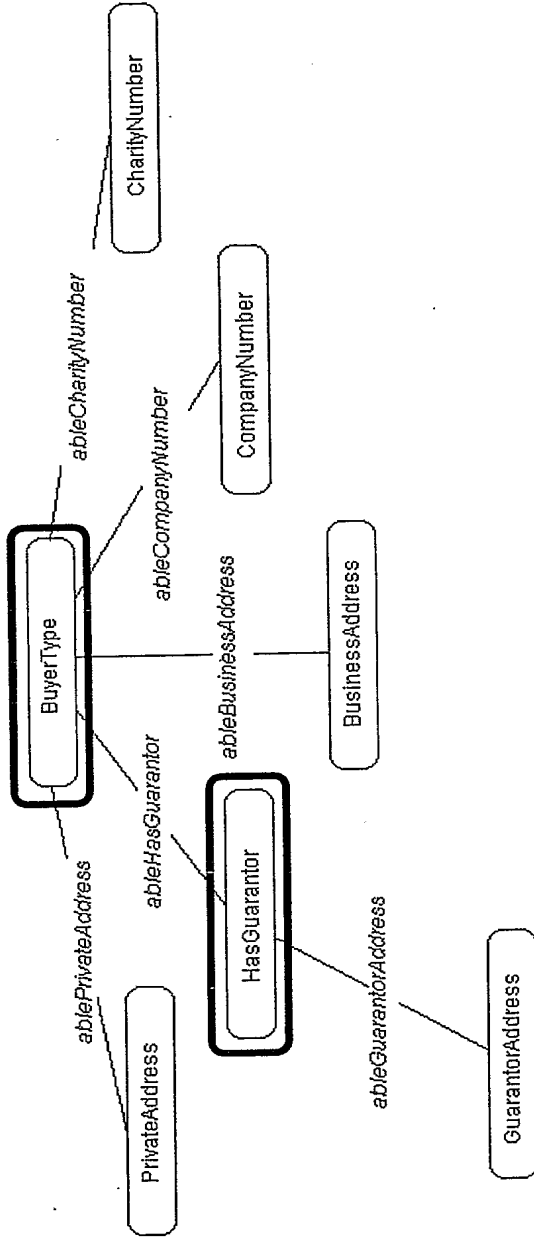 BuyerType
ablePrivateAddress
ableHasGuarantor
ableBusinessAddress
ableCompanyNumber
ableCharityNumber
PrivateAddress
HasGuarantor
BusinessAddress
CompanyNumber
CharityNumber
ableGuarantorAddress
GuarantorAddress